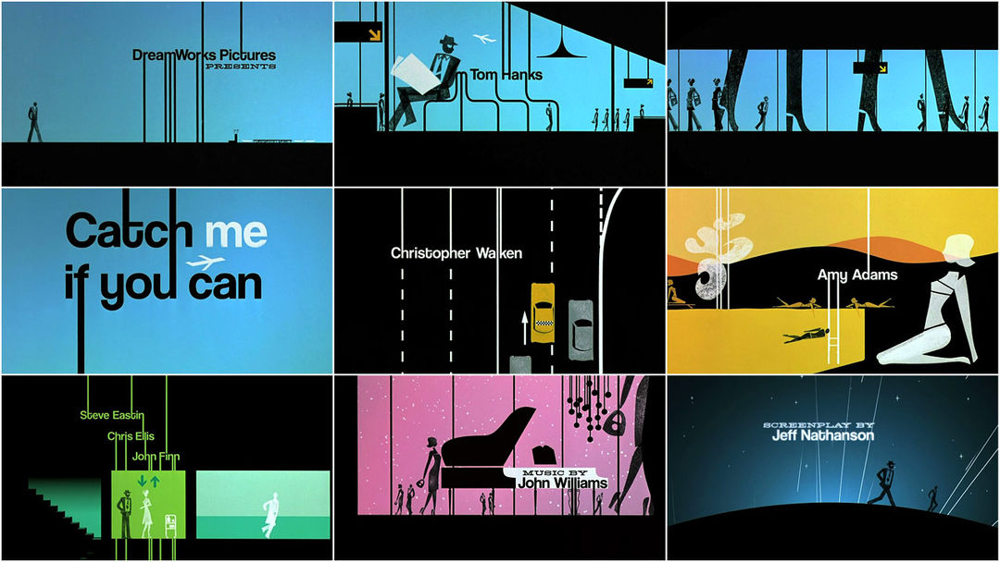 DreamWorks Pictures
PRESENTS
Tom Hanks
Catch me
if you can
Christopher Walken
Amy Adams
Steve Eastin
Chris Ellis
John Finn
MUSIC BY
John Williams
SCREENPLAY BY
Jeff Nathanson